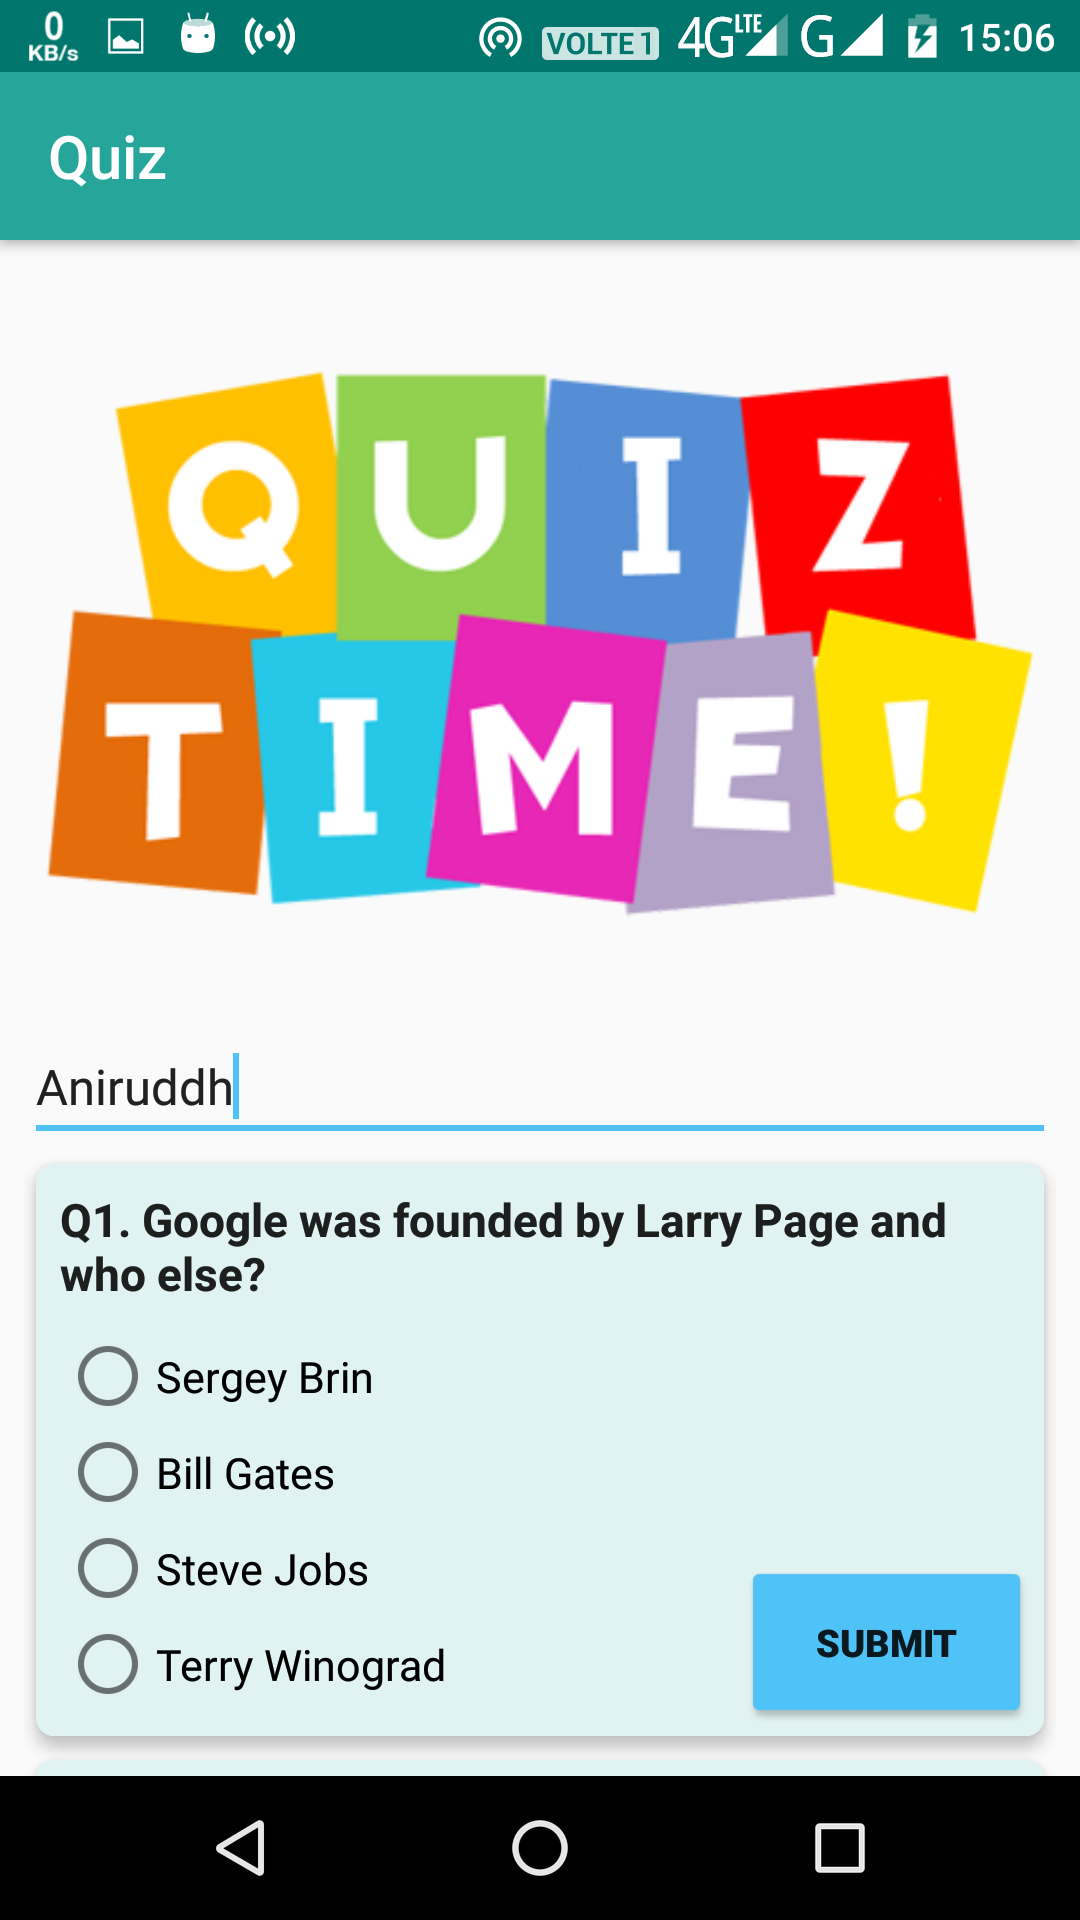 0
KB/s
VOLTE 1 4G LTE G 15:06
Quiz
QUIZ
TIME!
Aniruddh
Q1. Google was founded by Larry Page and
who else?
Sergey Brin
Bill Gates
Steve Jobs
Terry Winograd
SUBMIT